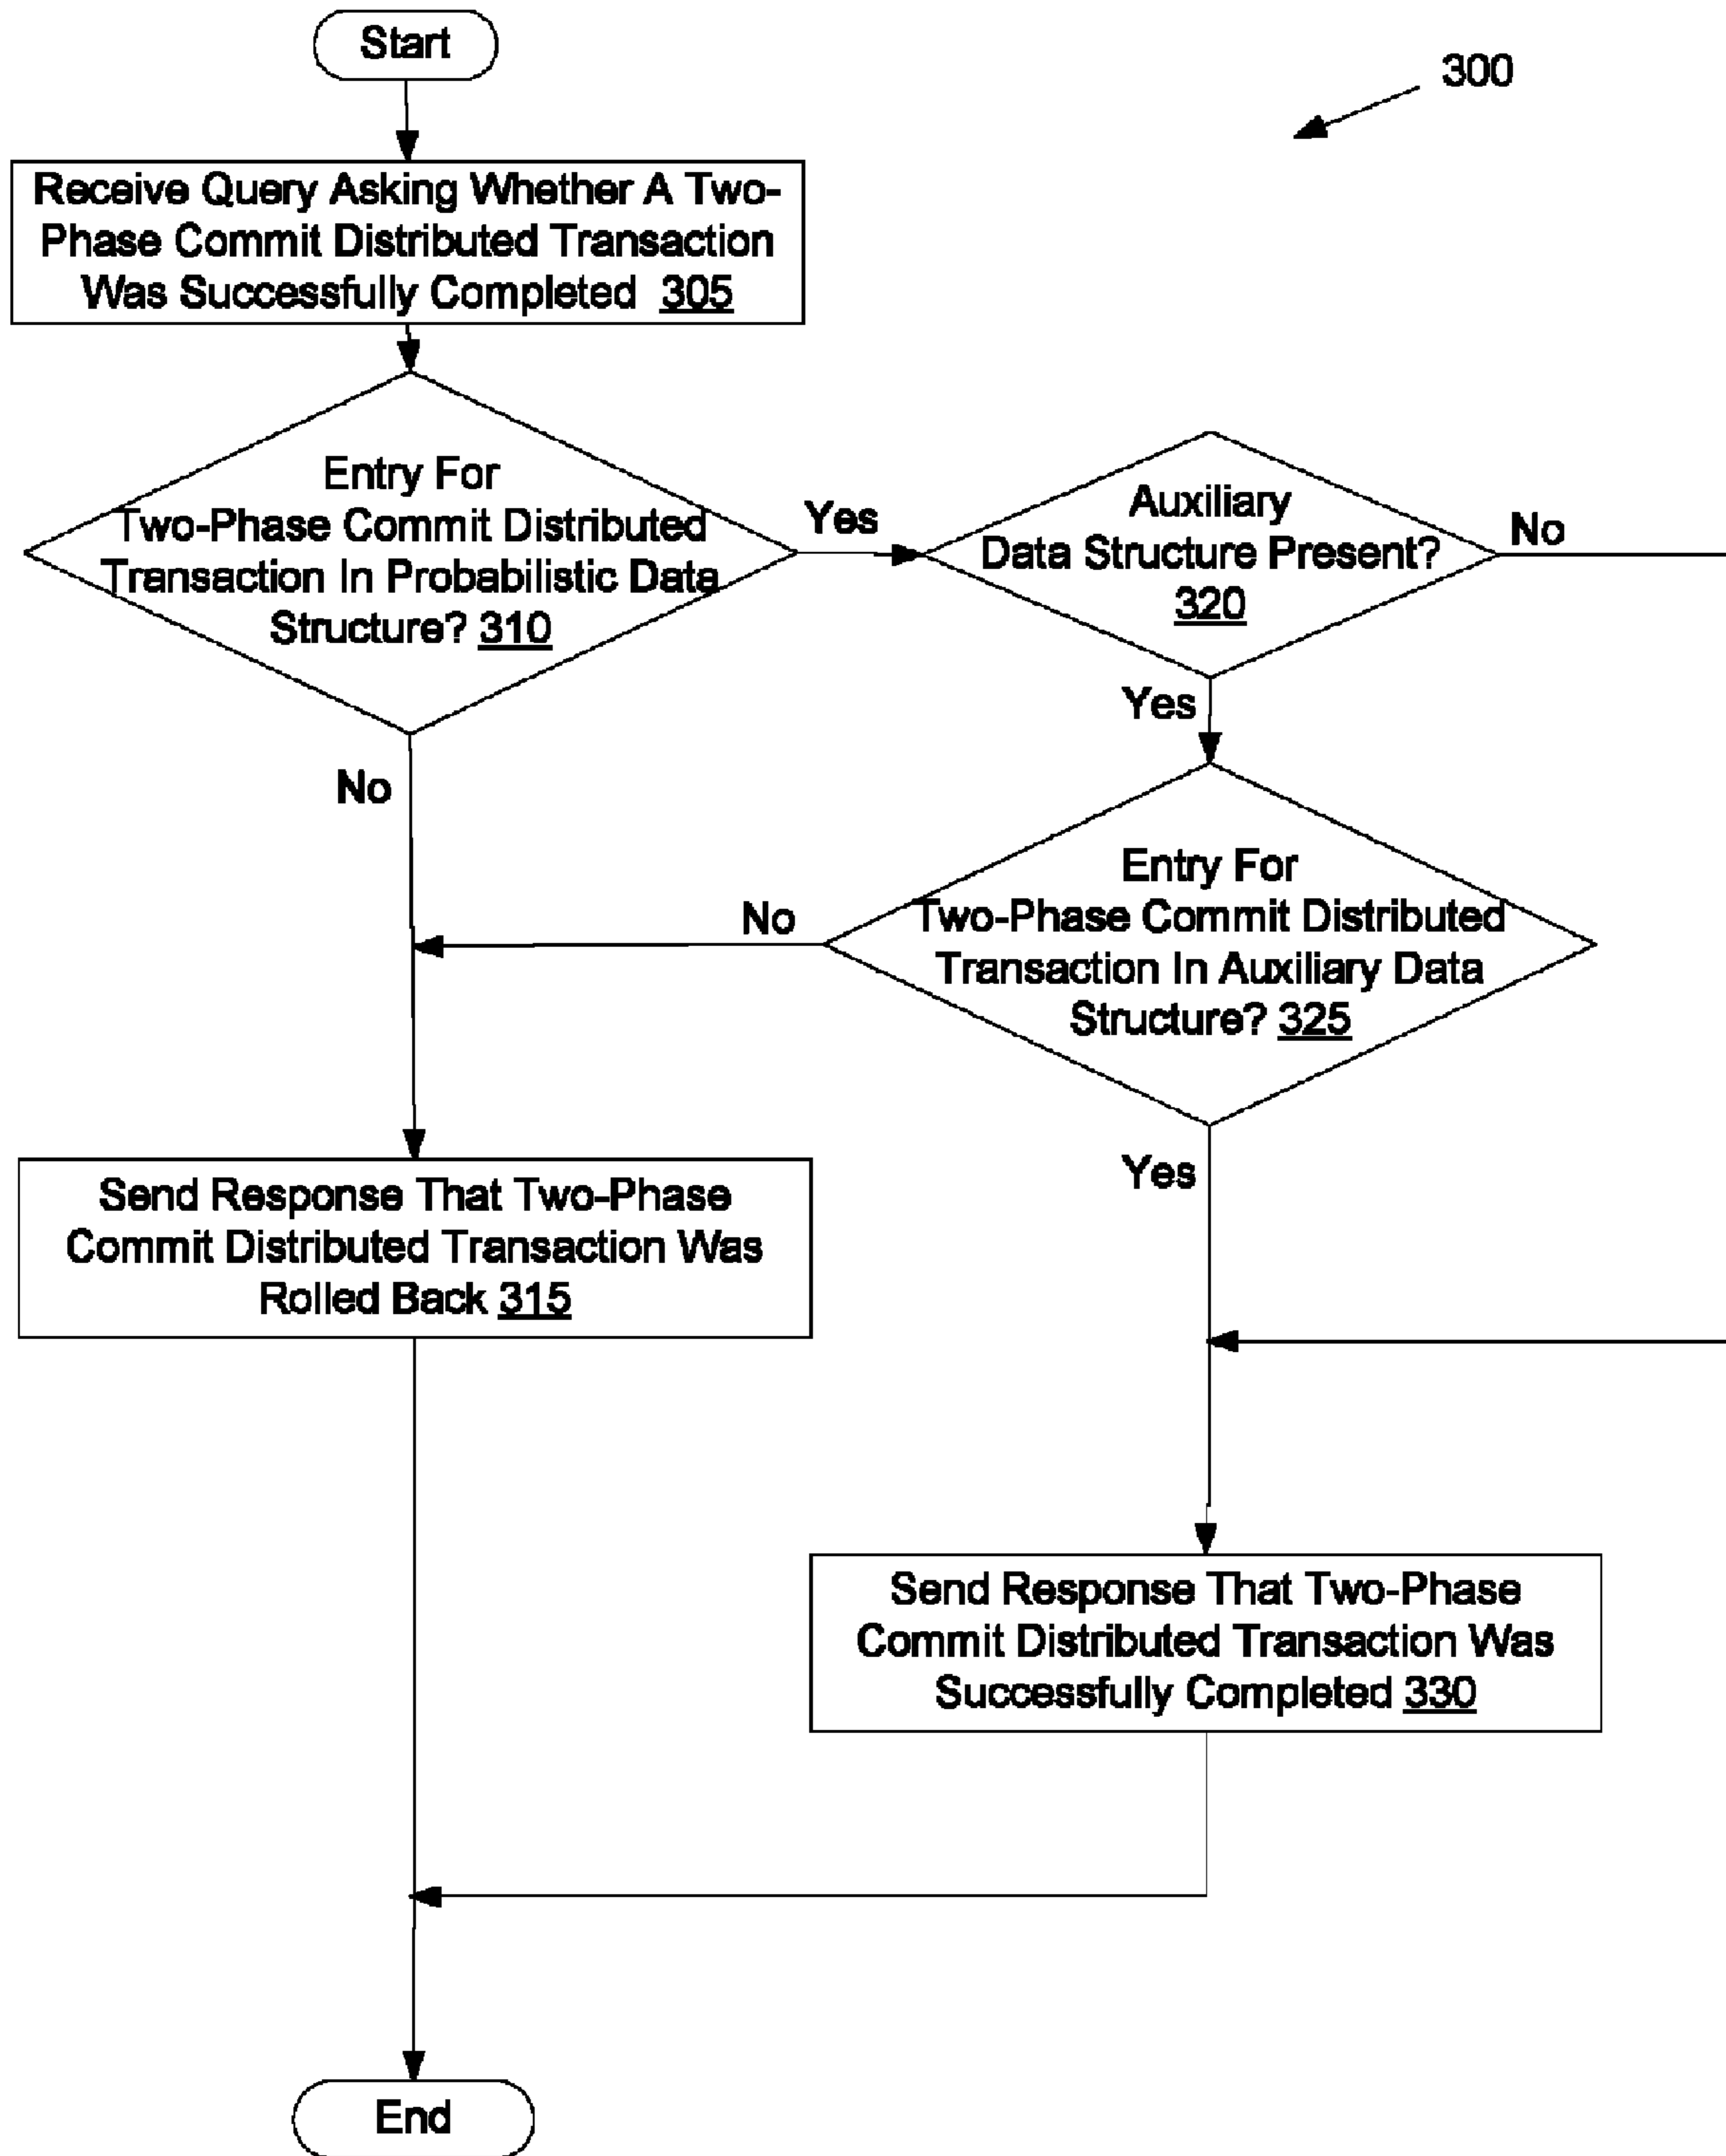 Start
300
Receive Query Asking Whether A Two-
Phase Commit Distributed Transaction
Was Successfully Completed 305
Entry For
Two-Phase Commit Distributed
Transaction In Probabilistic Data
Structure? 310
Yes
Auxiliary
Data Structure Present?
320
No
Yes
No
Entry For
Two-Phase Commit Distributed
Transaction In Auxiliary Data
Structure? 325
No
Yes
Send Response That Two-Phase
Commit Distributed Transaction Was
Rolled Back 315
Send Response That Two-Phase
Commit Distributed Transaction Was
Successfully Completed 330
End